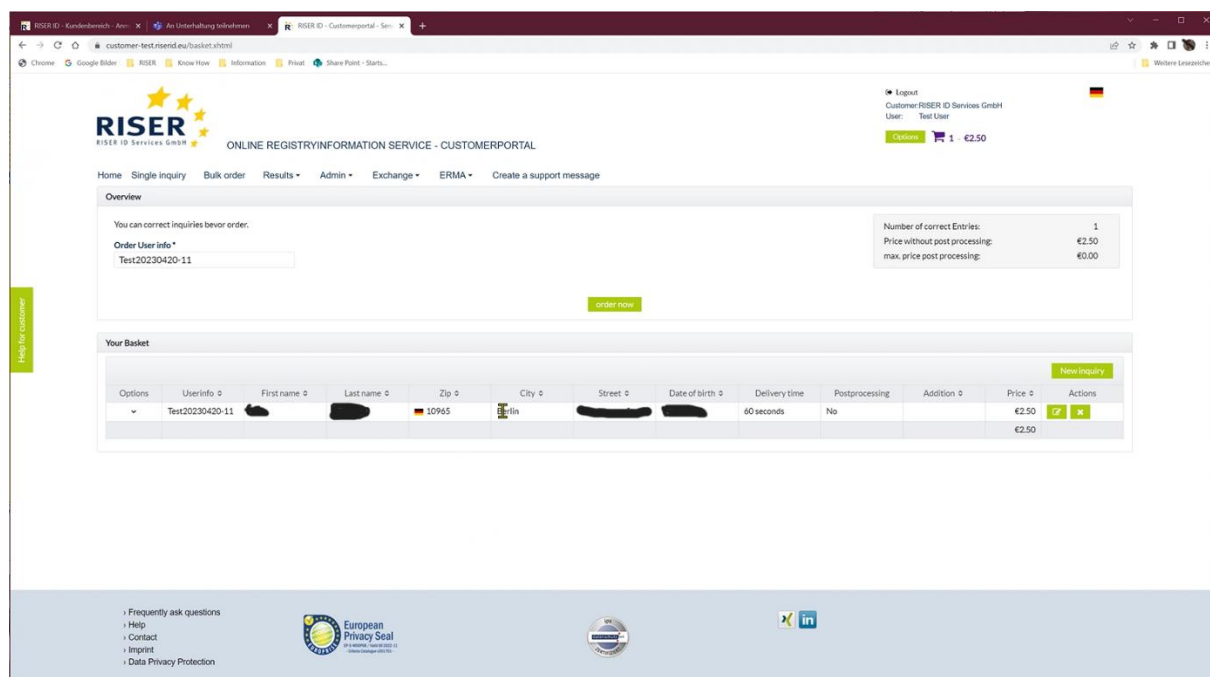 RISER ID - Kundenbereich - Anm
An Unterhaltung teilnehmen
RISER ID - Customerportal - Serv
customer-test.riserid.eu/basket.xhtml
Chrome Google Bilder RISER Know How Information Privat Share Point - Starts... Weitere Lesezeichen
RISER
RISER ID Services GmbH
ONLINE REGISTRYINFORMATION SERVICE - CUSTOMERPORTAL
Logout
Customer:RISER ID Services GmbH
User: Test User
Options 1 - €2.50
Home Single inquiry Bulk order Results Admin Exchange ERMA Create a support message
Overview
You can correct inquiries bevor order.
Order User info *
Test20230420-11
Number of correct Entries: 1
Price without post processing: €2.50
max. price post processing: €0.00
order now
Help for customer
Your Basket
New inquiry
Options Userinfo First name Last name Zip City Street Date of birth Delivery time Postprocessing Addition Price Actions
Test20230420-11 10965 Berlin 60 seconds No €2.50
€2.50
› Frequently ask questions
› Help
› Contact
› Imprint
› Data Privacy Protection
European
Privacy Seal
in